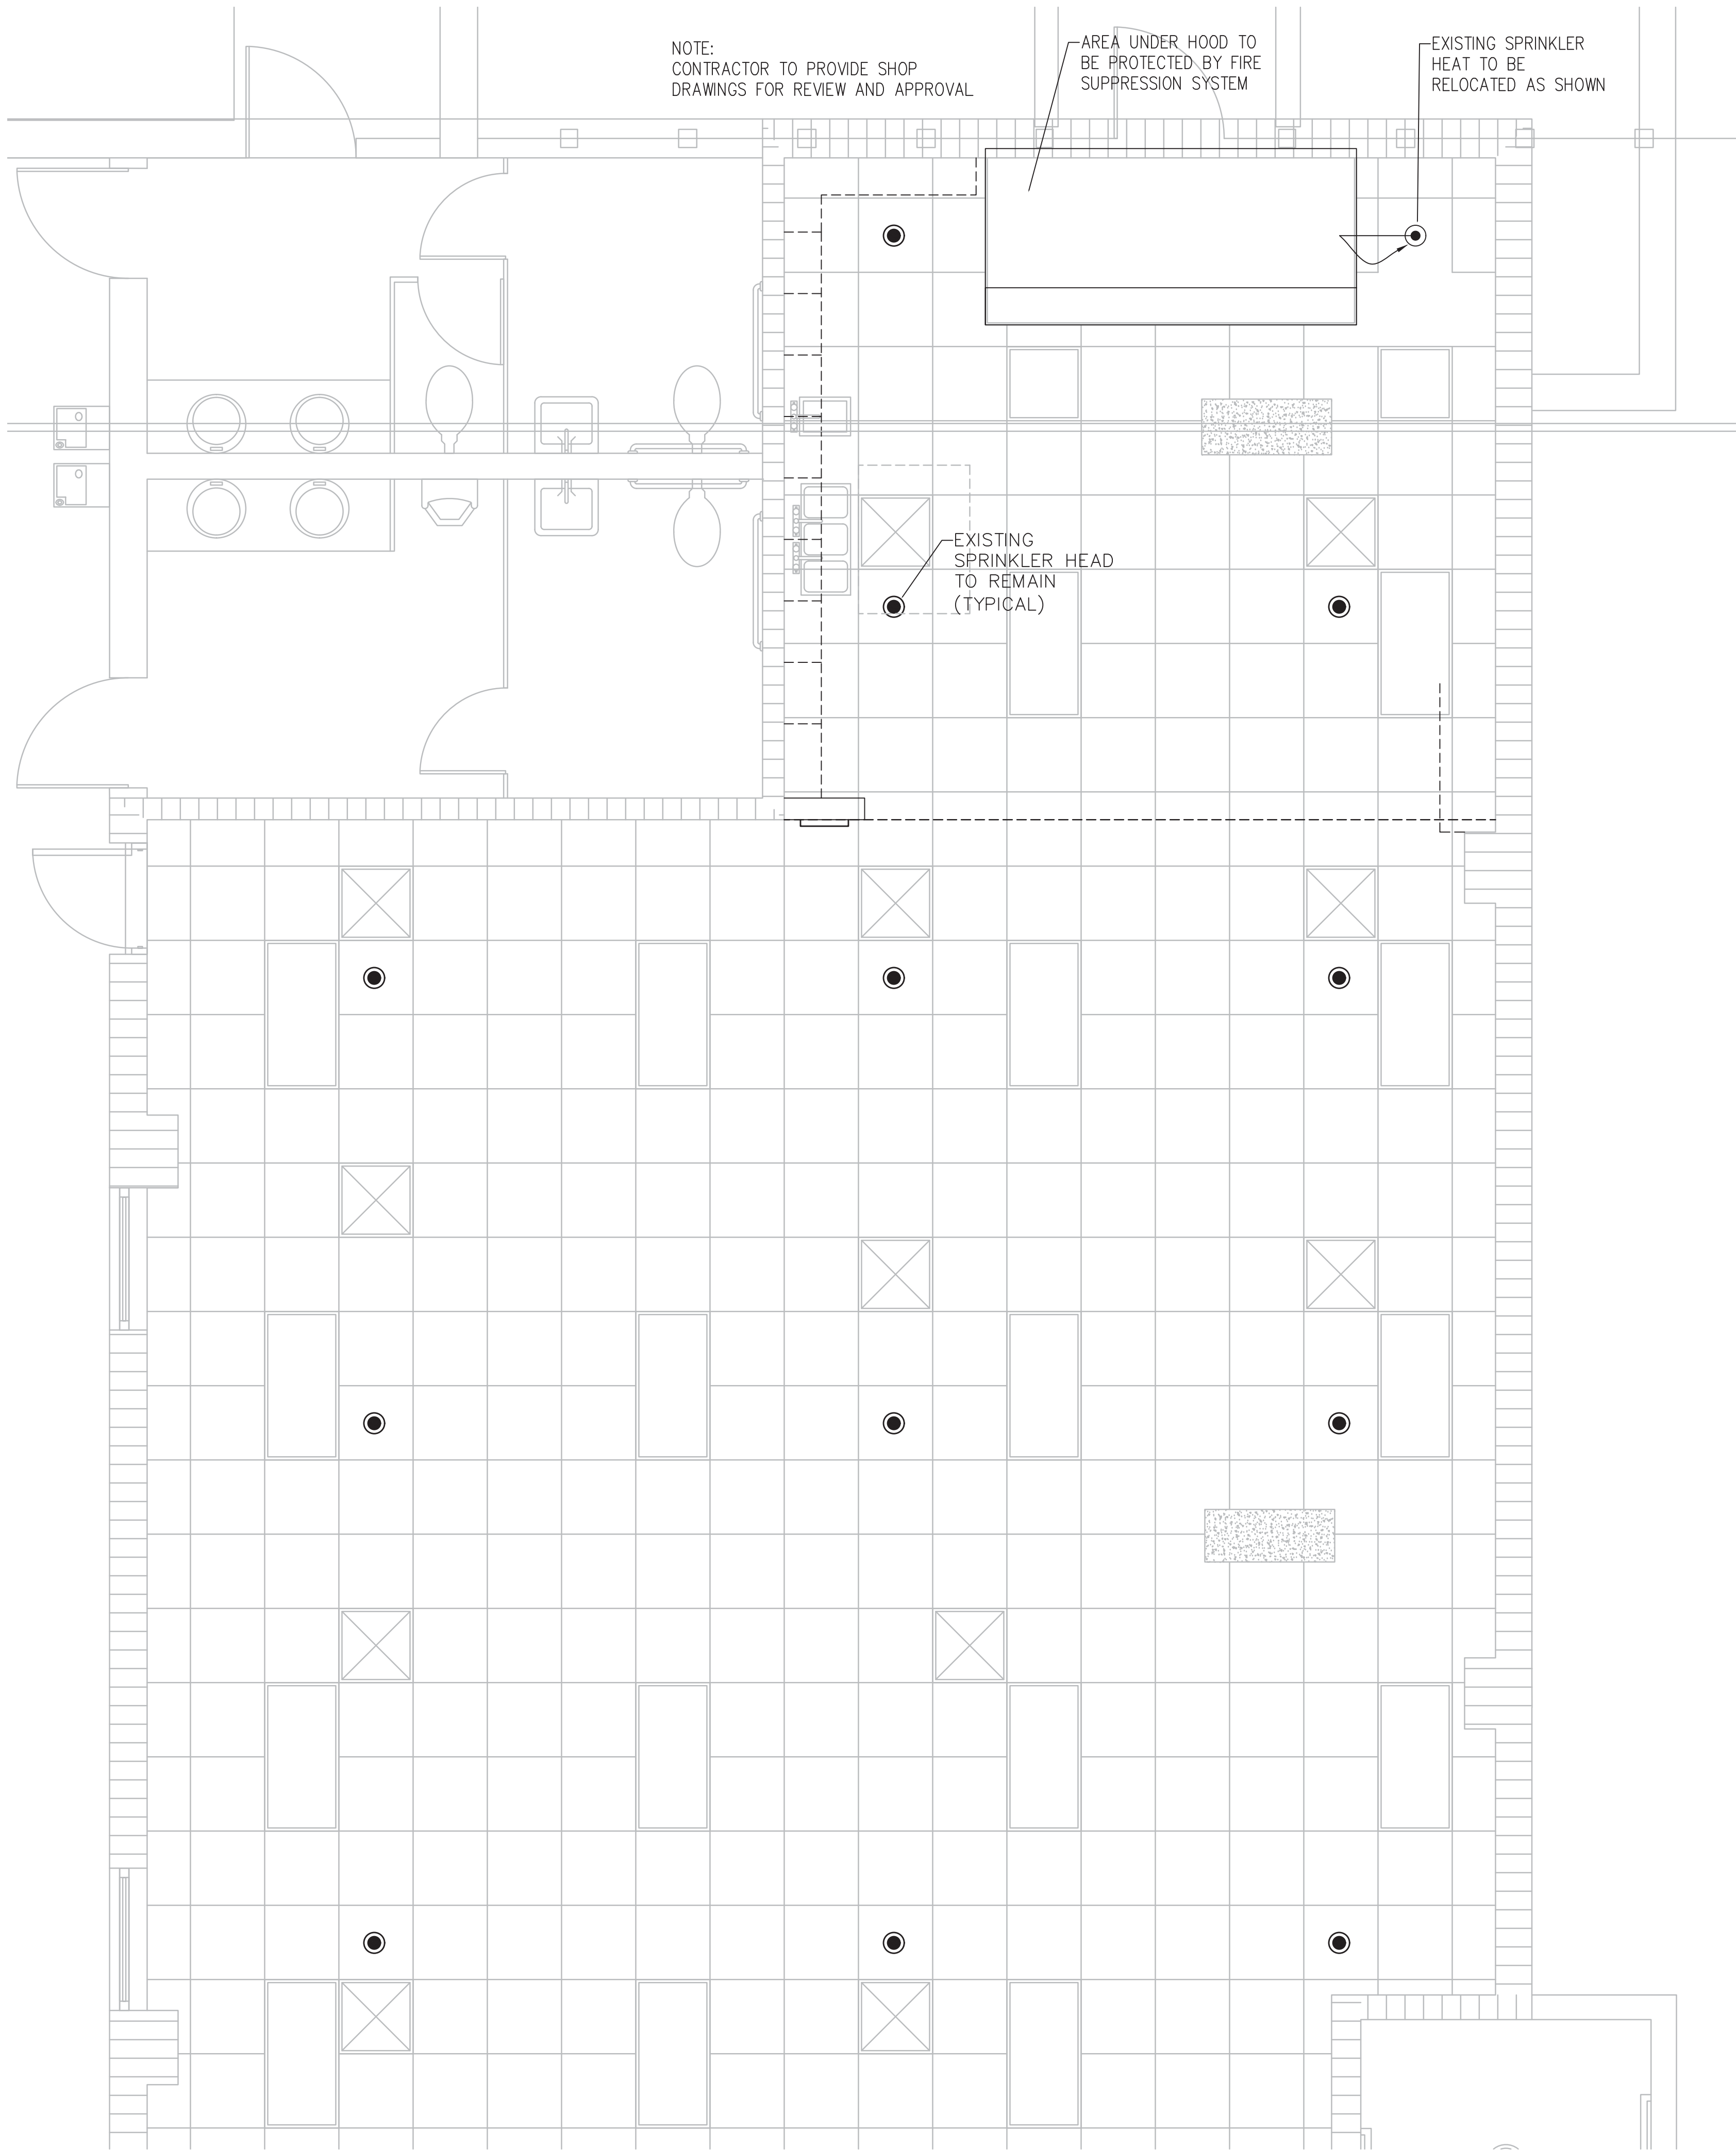 NOTE:
CONTRACTOR TO PROVIDE SHOP
DRAWINGS FOR REVIEW AND APPROVAL
AREA UNDER HOOD TO
BE PROTECTED BY FIRE
SUPPRESSION SYSTEM
EXISTING SPRINKLER
HEAT TO BE
RELOCATED AS SHOWN
EXISTING
SPRINKLER HEAD
TO REMAIN
(TYPICAL)